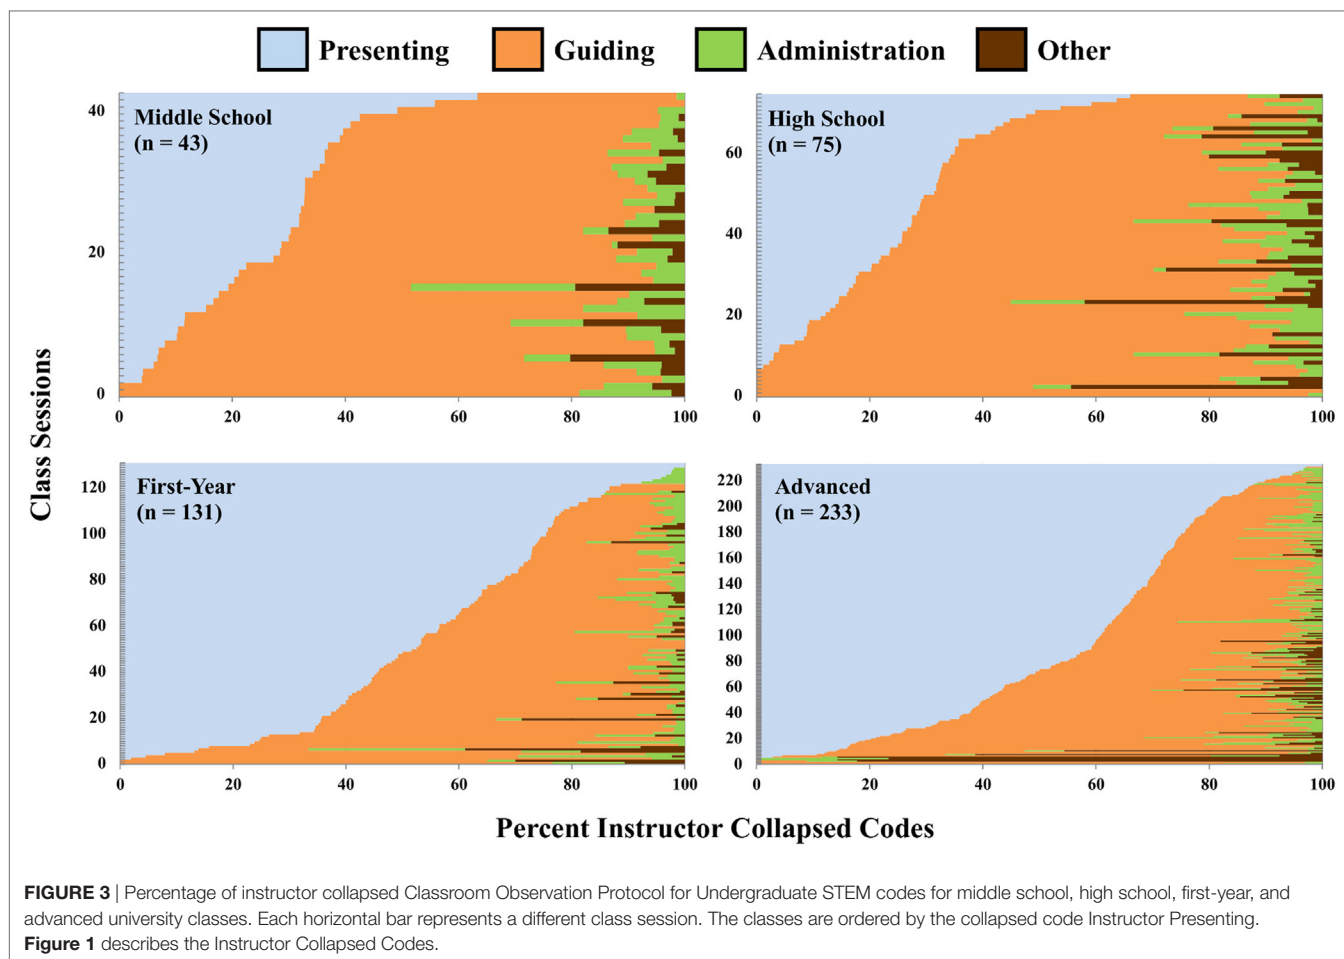 Presenting Guiding Administration Other
Middle School
(n = 43)
40
20
0
0 20 40 60 80 100
High School
(n = 75)
60
40
20
0
0 20 40 60 80 100
Class Sessions
First-Year
(n = 131)
120
100
80
60
40
20
0
0 20 40 60 80 100
Advanced
(n = 233)
220
200
180
160
140
120
100
80
60
40
20
0
0 20 40 60 80 100
Percent Instructor Collapsed Codes
FIGURE 3 | Percentage of instructor collapsed Classroom Observation Protocol for Undergraduate STEM codes for middle school, high school, first-year, and
advanced university classes. Each horizontal bar represents a different class session. The classes are ordered by the collapsed code Instructor Presenting.
Figure 1 describes the Instructor Collapsed Codes.